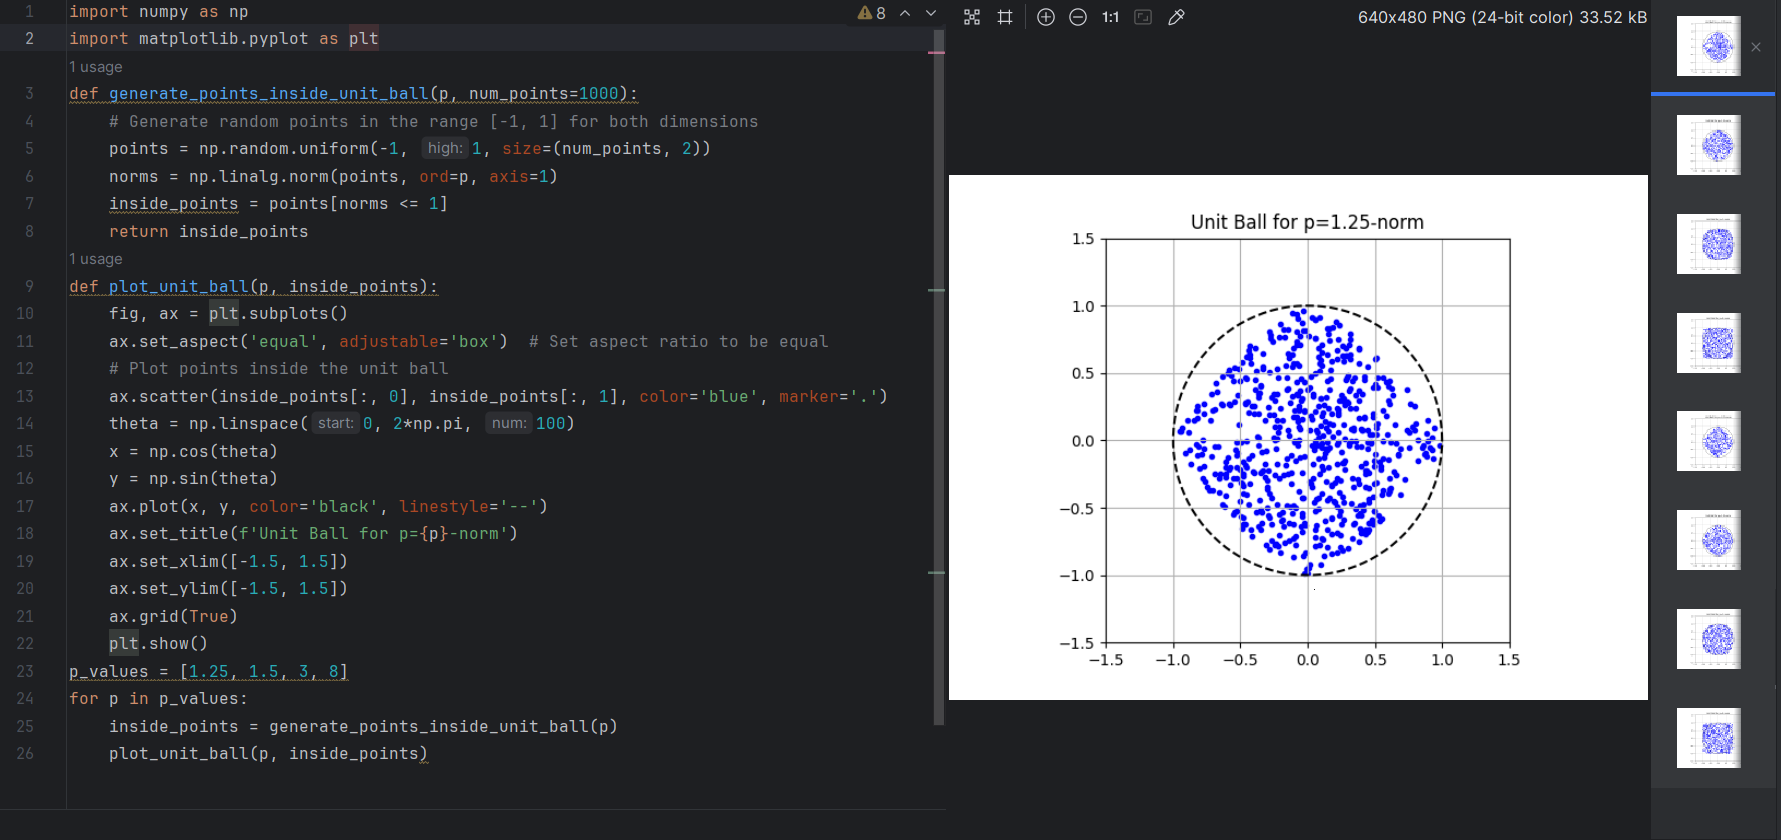 1 import numpy as np
2 import matplotlib.pyplot as plt
1 usage
3 def generate_points_inside_unit_ball(p, num_points=1000):
4 # Generate random points in the range [-1, 1] for both dimensions
5 points = np.random.uniform(-1, high: 1, size=(num_points, 2))
6 norms = np.linalg.norm(points, ord=p, axis=1)
7 inside_points = points[norms <= 1]
8 return inside_points
1 usage
9 def plot_unit_ball(p, inside_points):
10 fig, ax = plt.subplots()
11 ax.set_aspect('equal', adjustable='box')  # Set aspect ratio to be equal
12 # Plot points inside the unit ball
13 ax.scatter(inside_points[:, 0], inside_points[:, 1], color='blue', marker='.')
14 theta = np.linspace( start: 0, 2*np.pi, num: 100)
15 x = np.cos(theta)
16 y = np.sin(theta)
17 ax.plot(x, y, color='black', linestyle='--')
18 ax.set_title(f'Unit Ball for p={p}-norm')
19 ax.set_xlim([-1.5, 1.5])
20 ax.set_ylim([-1.5, 1.5])
21 ax.grid(True)
22 plt.show()
23 p_values = [1.25, 1.5, 3, 8]
24 for p in p_values:
25 inside_points = generate_points_inside_unit_ball(p)
26 plot_unit_ball(p, inside_points)
8
1:1
640x480 PNG (24-bit color) 33.52 kB
Unit Ball for p=1.25-norm
1.5
1.0
0.5
0.0
−0.5
−1.0
−1.5
−1.5 −1.0 −0.5 0.0 0.5 1.0 1.5